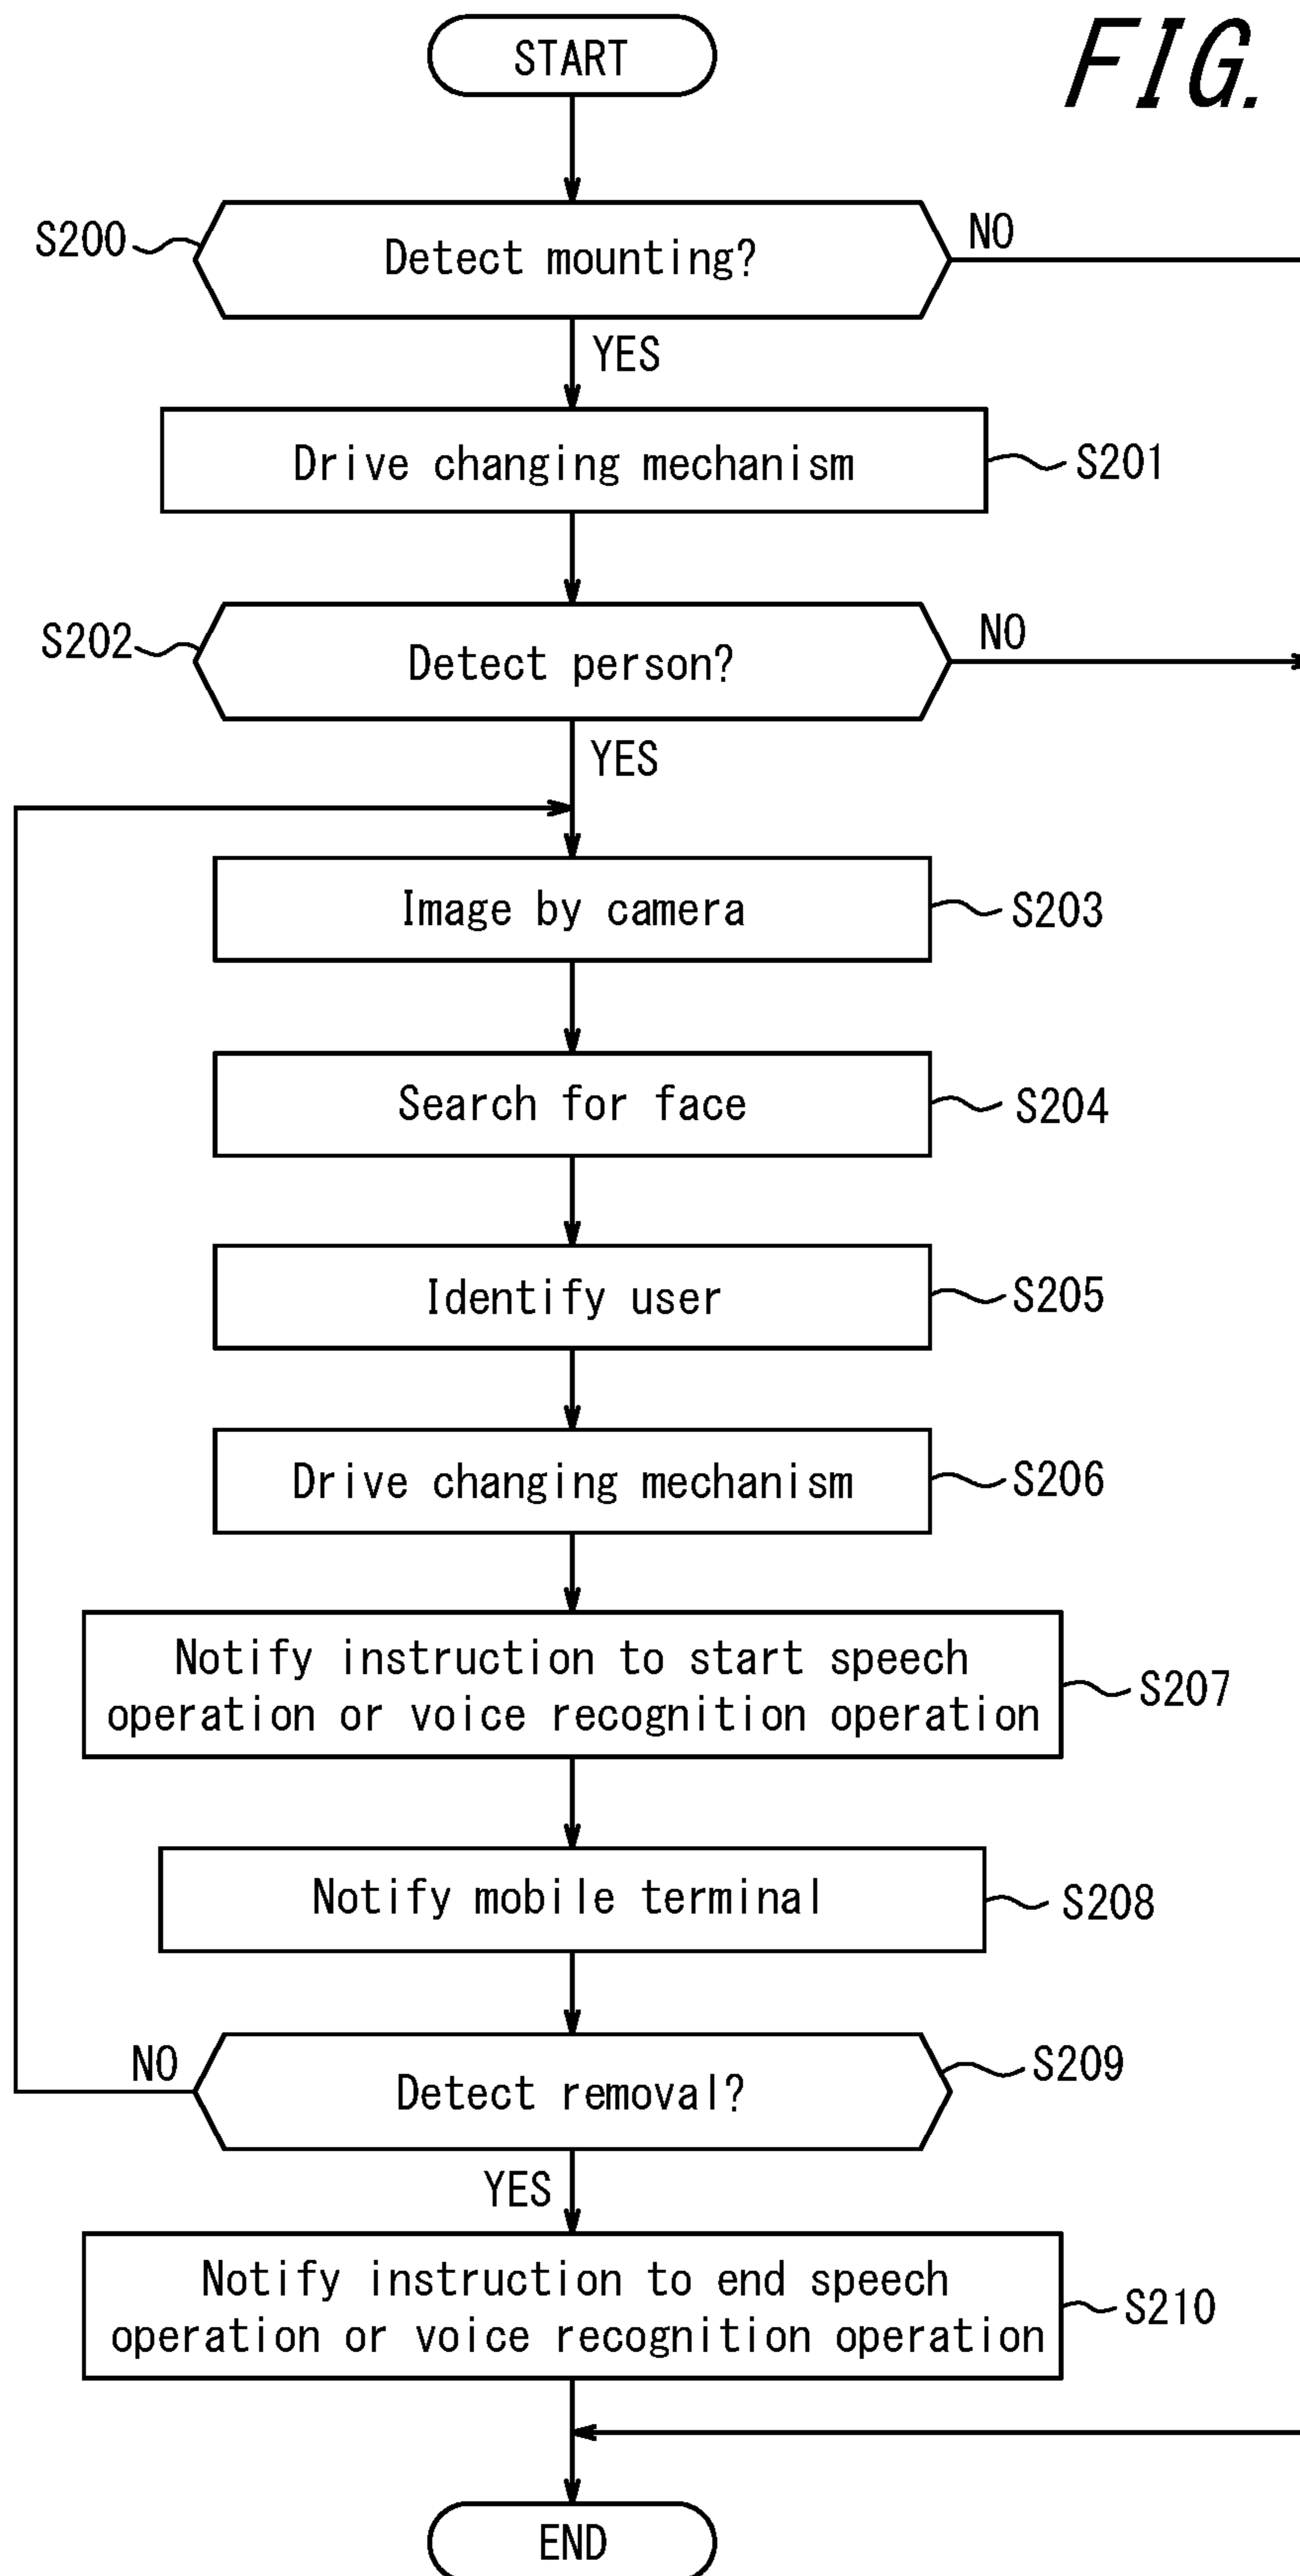 FIG.
START
S200
Detect mounting?
NO
YES
Drive changing mechanism
S201
S202
Detect person?
NO
YES
Image by camera
S203
Search for face
S204
Identify user
S205
Drive changing mechanism
S206
Notify instruction to start speech
operation or voice recognition operation
S207
Notify mobile terminal
S208
NO
Detect removal?
S209
YES
Notify instruction to end speech
operation or voice recognition operation
S210
END